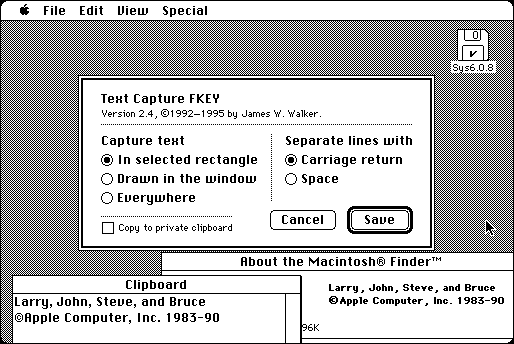 File Edit View Special
Sys6.0.8
Text Capture FKEY
Version 2.4, ©1992–1995 by James W. Walker.
Capture text
In selected rectangle
Drawn in the window
Everywhere
Copy to private clipboard
Separate lines with
Carriage return
Space
Cancel
Save
About the Macintosh® Finder™
Larry, John, Steve, and Bruce
©Apple Computer, Inc. 1983-90
96K
Clipboard
Larry, John, Steve, and Bruce
©Apple Computer, Inc. 1983-90